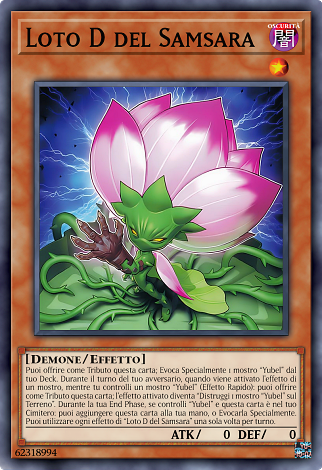 Loto D del Samsara
OSCURITÀ
闇
[Demone/Effetto]
Puoi offrire come Tributo questa carta; Evoca Specialmente 1 mostro "Yubel" dal
tuo Deck. Durante il turno del tuo avversario, quando viene attivato l'effetto di
un mostro, mentre tu controlli un mostro "Yubel" (Effetto Rapido): puoi offrire
come Tributo questa carta; l'effetto attivato diventa "Distruggi 1 mostro "Yubel" sul
Terreno". Durante la tua End Phase, se controlli "Yubel" e questa carta è nel tuo
Cimitero: puoi aggiungere questa carta alla tua mano, o Evocarla Specialmente.
Puoi utilizzare ogni effetto di "Loto D del Samsara" una sola volta per turno.
ATK/ 0 DEF/ 0
62318994